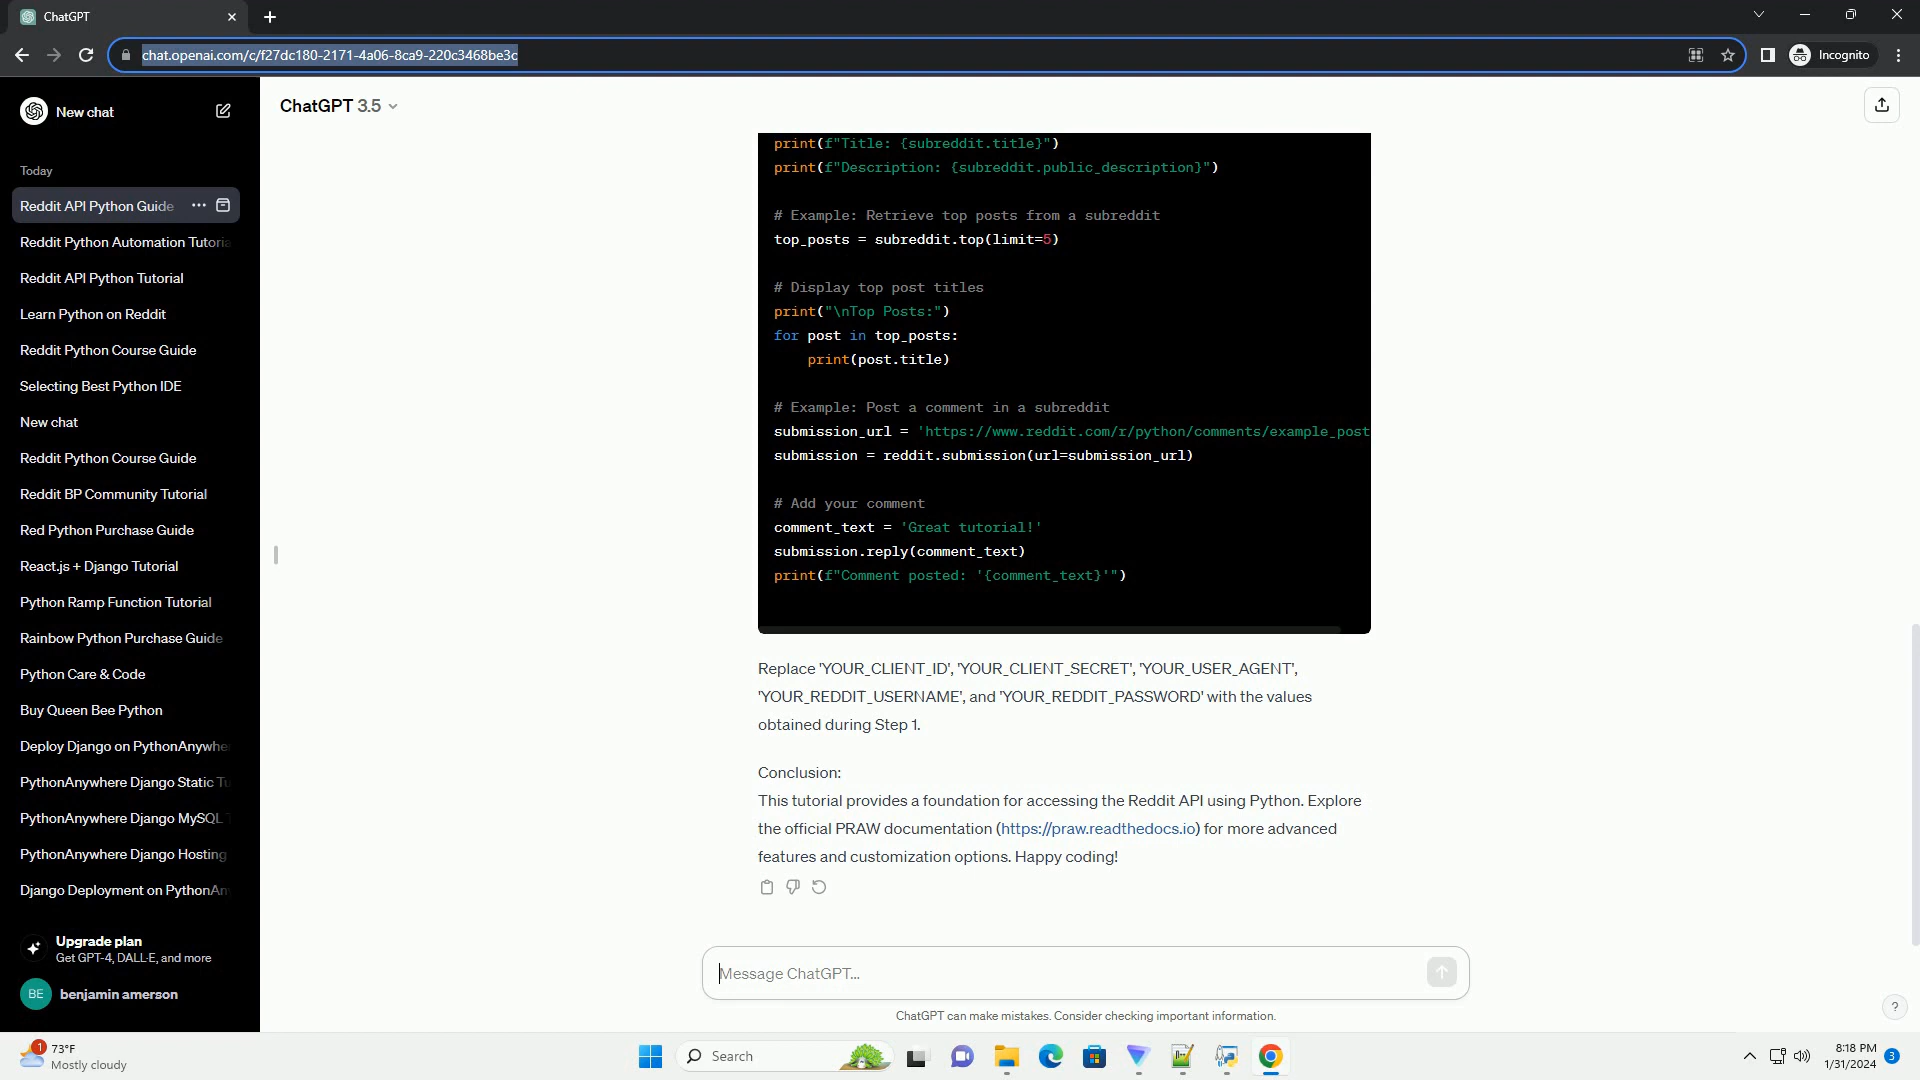 ChatGPT
chat.openai.com/c/f27dc180-2171-4a06-8ca9-220c3468be3c
Incognito
New chat
ChatGPT 3.5
Today
Reddit API Python Guide
Reddit Python Automation Tutoria
Reddit API Python Tutorial
Learn Python on Reddit
Reddit Python Course Guide
Selecting Best Python IDE
New chat
Reddit Python Course Guide
Reddit BP Community Tutorial
Red Python Purchase Guide
React.js + Django Tutorial
Python Ramp Function Tutorial
Rainbow Python Purchase Guide
Python Care & Code
Buy Queen Bee Python
Deploy Django on PythonAnywhe
PythonAnywhere Django Static Tu
PythonAnywhere Django MySQL T
PythonAnywhere Django Hosting
Django Deployment on PythonAn
Upgrade plan
Get GPT-4, DALL·E, and more
BE
benjamin amerson
print(f"Title: {subreddit.title}")
print(f"Description: {subreddit.public_description}")
# Example: Retrieve top posts from a subreddit
top_posts = subreddit.top(limit=5)
# Display top post titles
print("\nTop Posts:")
for post in top_posts:
    print(post.title)
# Example: Post a comment in a subreddit
submission_url = 'https://www.reddit.com/r/python/comments/example_post
submission = reddit.submission(url=submission_url)
# Add your comment
comment_text = 'Great tutorial!'
submission.reply(comment_text)
print(f"Comment posted: '{comment_text}'")
Replace 'YOUR_CLIENT_ID', 'YOUR_CLIENT_SECRET', 'YOUR_USER_AGENT',
'YOUR_REDDIT_USERNAME', and 'YOUR_REDDIT_PASSWORD' with the values
obtained during Step 1.
Conclusion:
This tutorial provides a foundation for accessing the Reddit API using Python. Explore
the official PRAW documentation (https://praw.readthedocs.io) for more advanced
features and customization options. Happy coding!
Message ChatGPT...
ChatGPT can make mistakes. Consider checking important information.
?
1
73°F
Mostly cloudy
Search
8:18 PM
1/31/2024
3